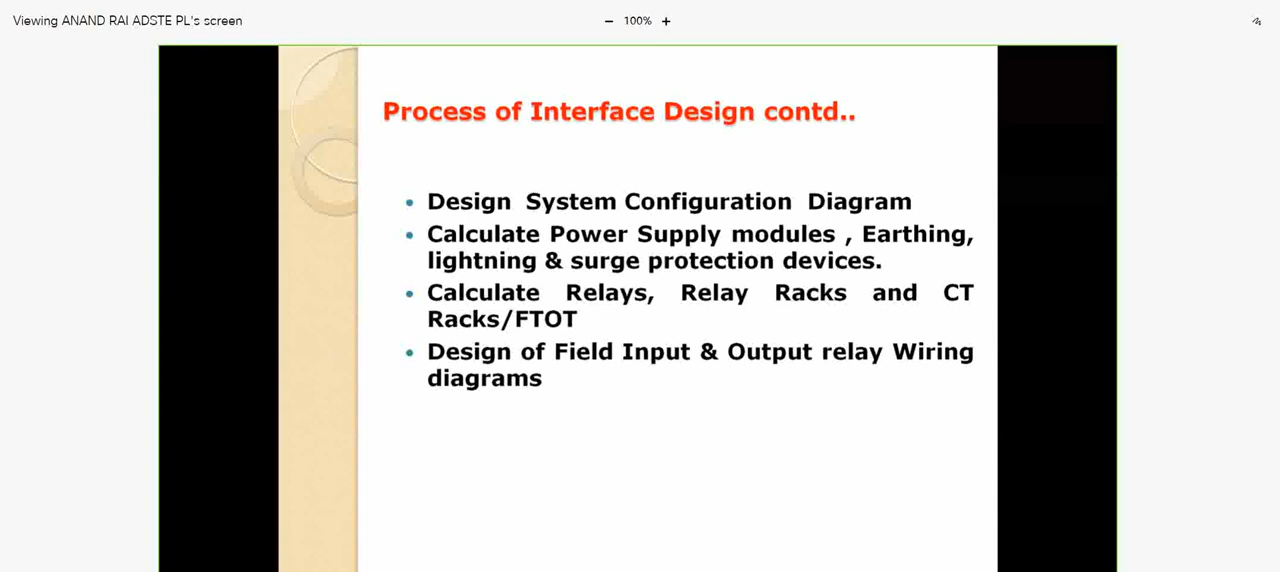 Viewing ANAND RAI ADSTE PL's screen
− 100% +
Process of Interface Design contd..
• Design System Configuration Diagram
• Calculate Power Supply modules , Earthing,
lightning & surge protection devices.
• Calculate Relays, Relay Racks and CT
Racks/FTOT
• Design of Field Input & Output relay Wiring
diagrams